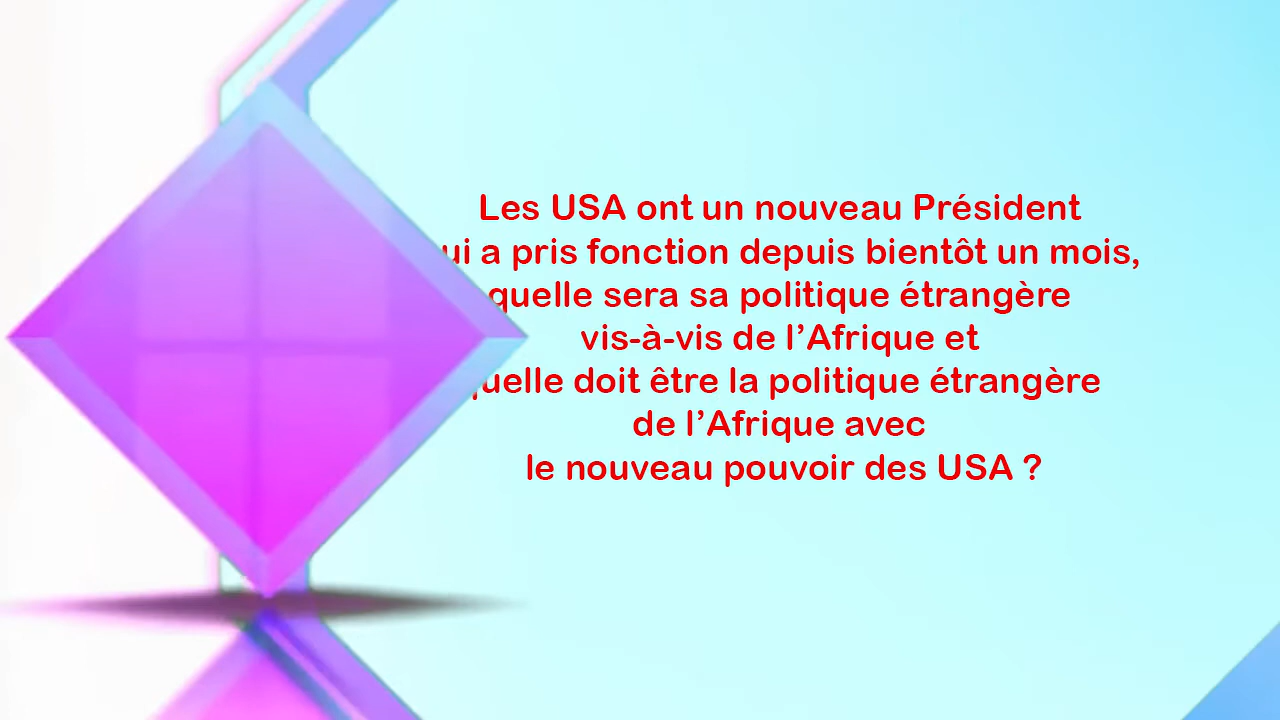 Les USA ont un nouveau Président
ui a pris fonction depuis bientôt un mois,
quelle sera sa politique étrangère
vis-à-vis de l’Afrique et
uelle doit être la politique étrangère
de l’Afrique avec
le nouveau pouvoir des USA ?